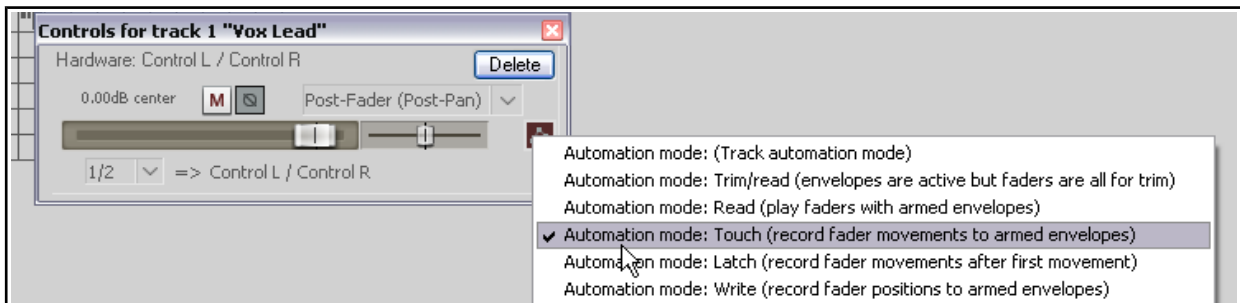 Controls for track 1 "Vox Lead"
Hardware: Control L / Control R
Delete
0.00dB center M Post-Fader (Post-Pan)
1/2 => Control L / Control R
Automation mode: (Track automation mode)
Automation mode: Trim/read (envelopes are active but faders are all for trim)
Automation mode: Read (play faders with armed envelopes)
Automation mode: Touch (record fader movements to armed envelopes)
Automation mode: Latch (record fader movements after first movement)
Automation mode: Write (record fader positions to armed envelopes)